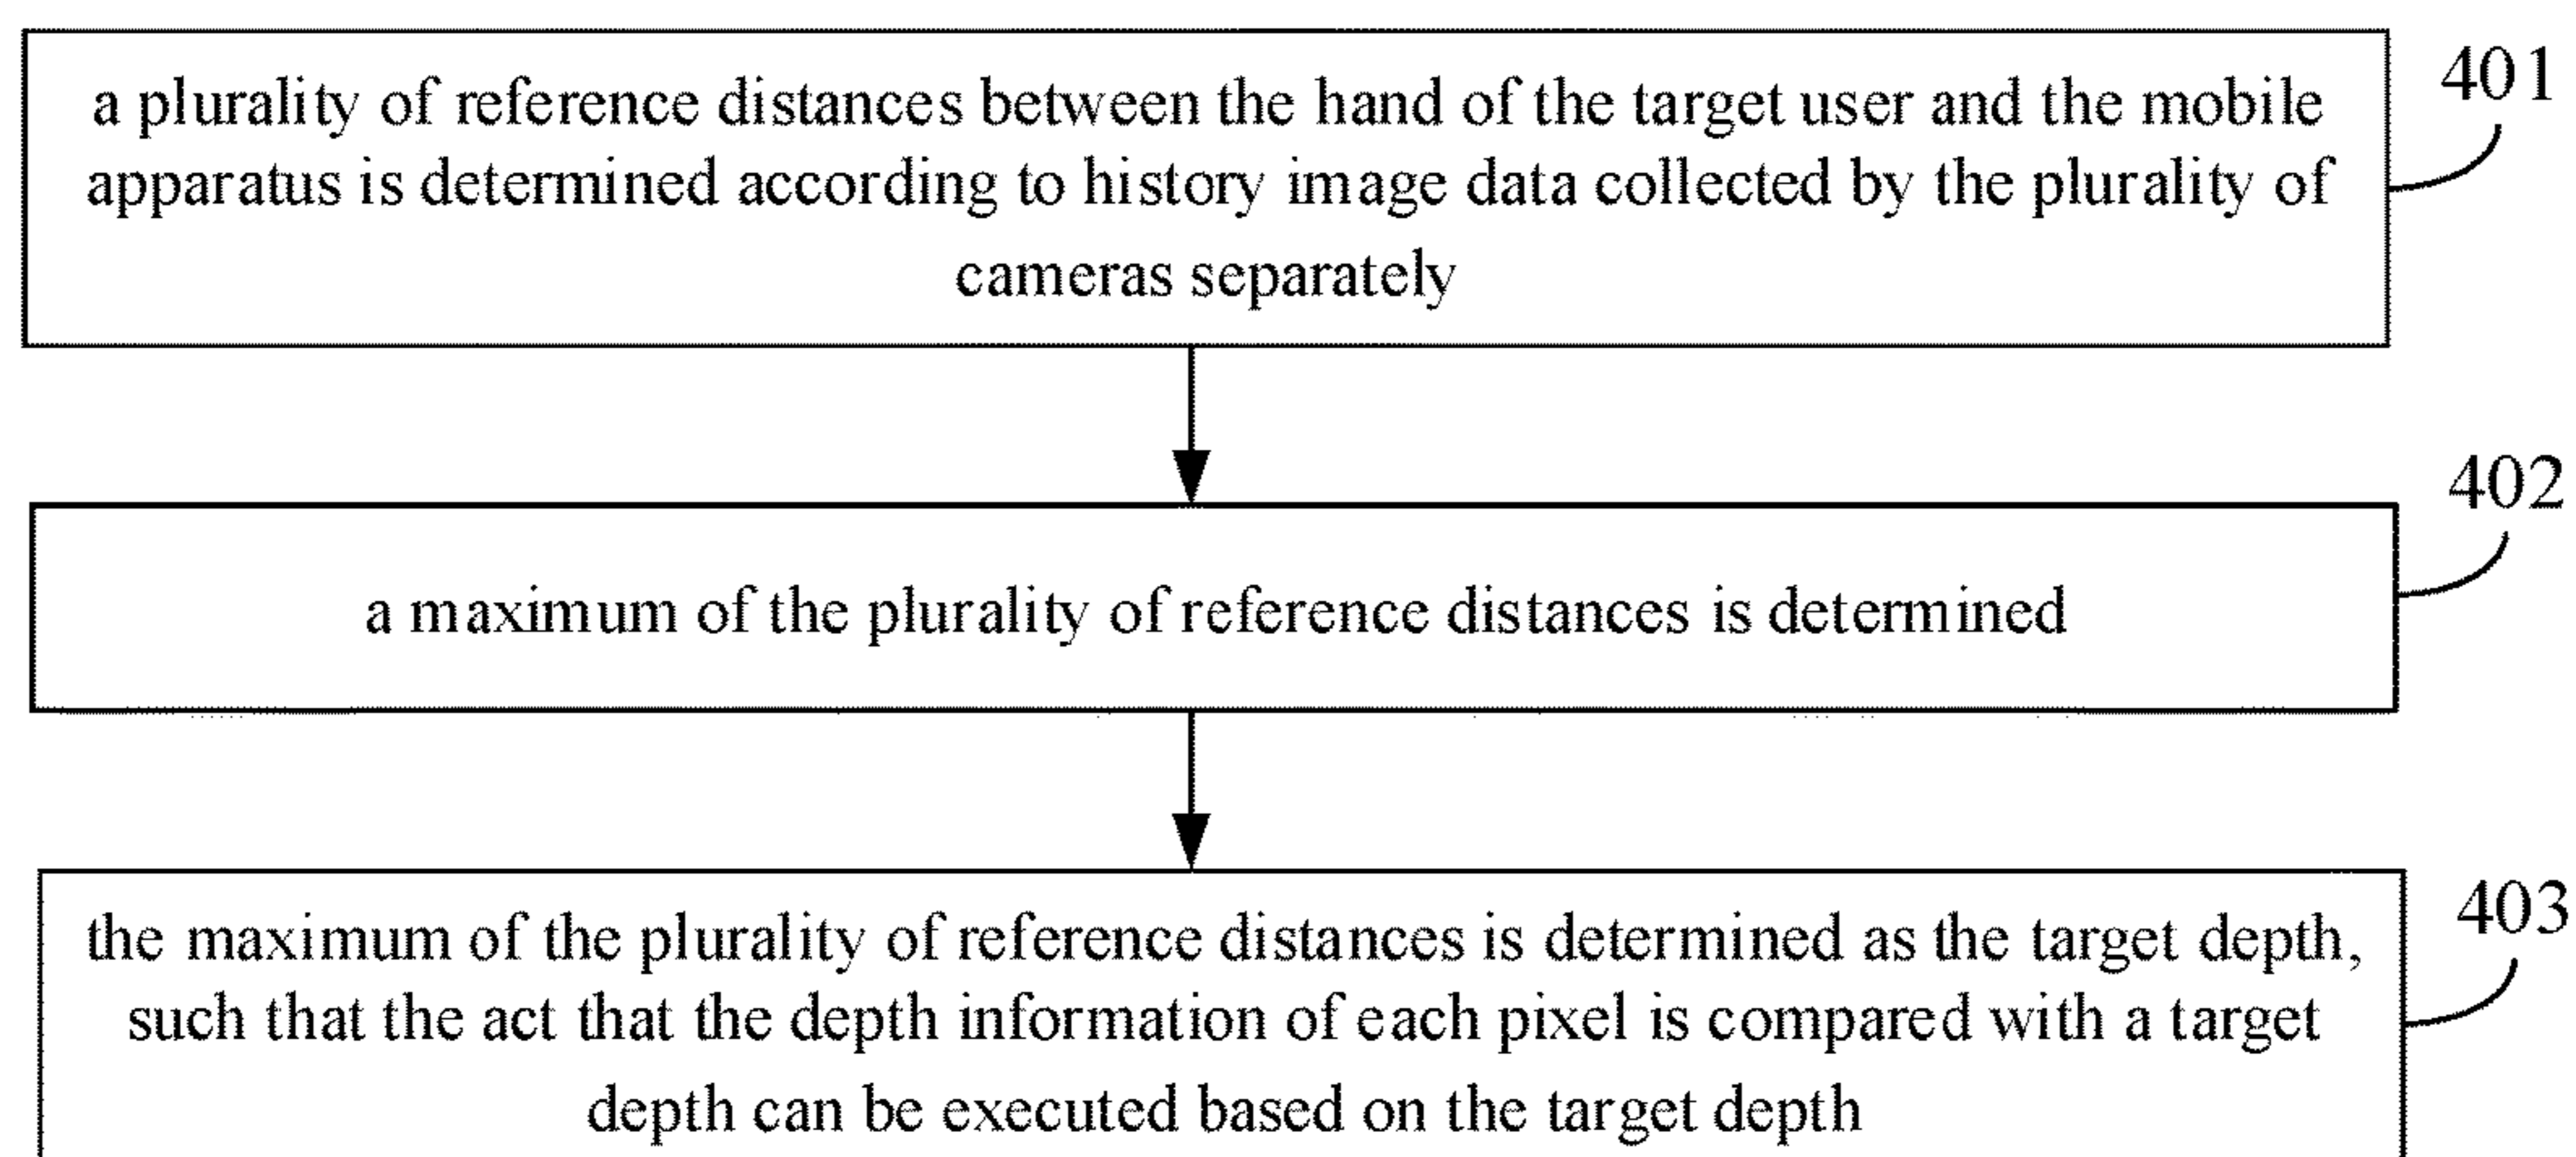 a plurality of reference distances between the hand of the target user and the mobile
apparatus is determined according to history image data collected by the plurality of
cameras separately
401
a maximum of the plurality of reference distances is determined
402
the maximum of the plurality of reference distances is determined as the target depth,
such that the act that the depth information of each pixel is compared with a target
depth can be executed based on the target depth
403